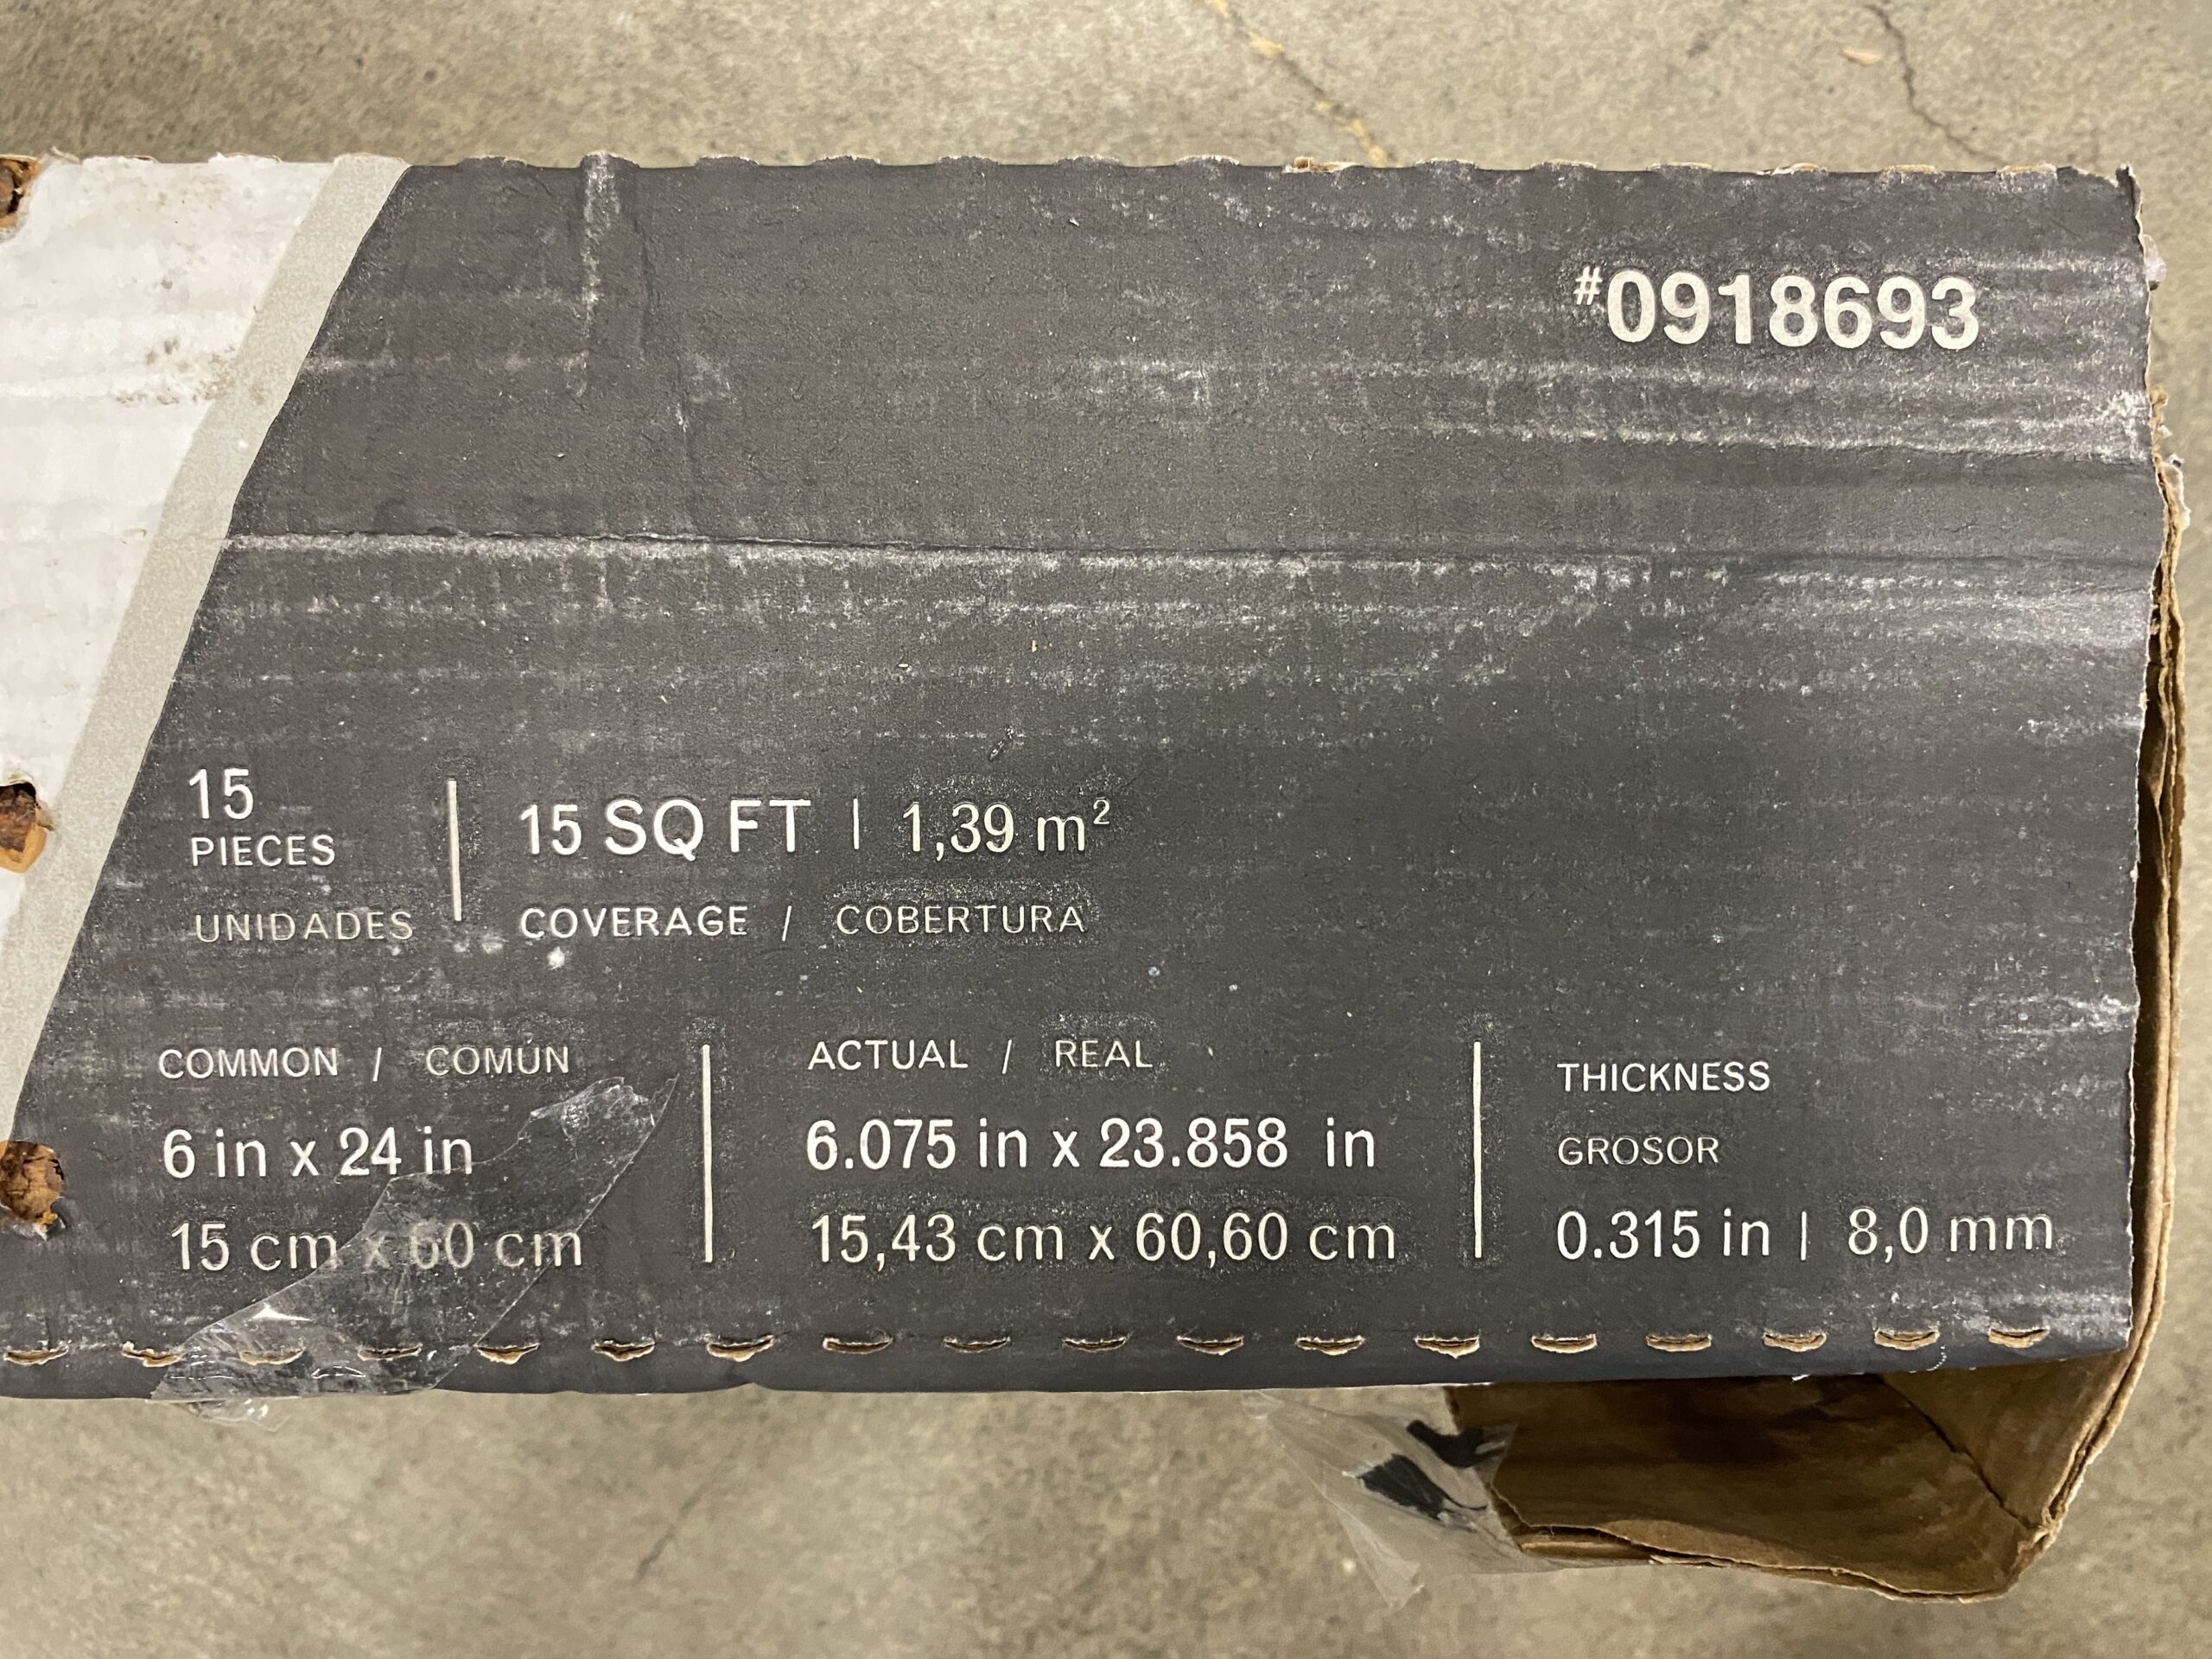 #0918693
15
PIECES
UNIDADES
15 SQ FT | 1,39 m²
COVERAGE / COBERTURA
COMMON / COMÚN
6 in x 24 in
15 cm x 60 cm
ACTUAL / REAL
6.075 in x 23.858 in
15,43 cm x 60,60 cm
THICKNESS
GROSOR
0.315 in | 8,0 mm